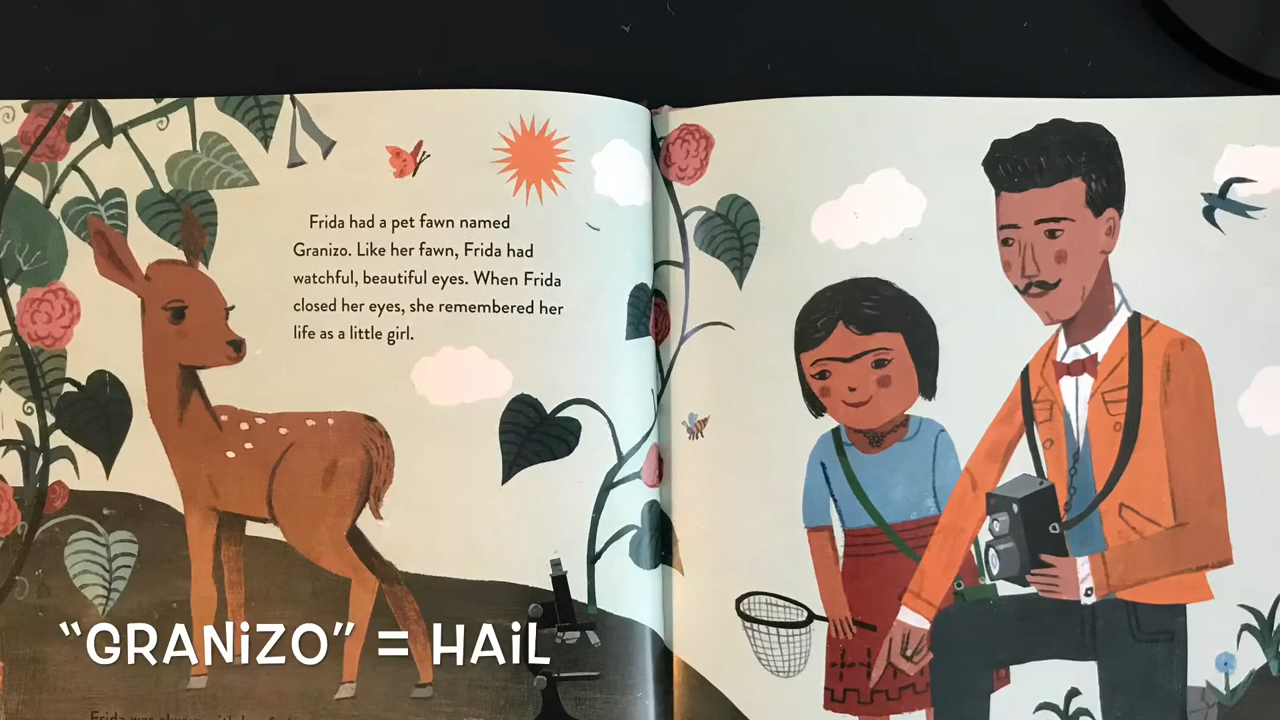 Frida had a pet fawn named
Granizo. Like her fawn, Frida had
watchful, beautiful eyes. When Frida
closed her eyes, she remembered her
life as a little girl.
“GRANiZO” = HAiL